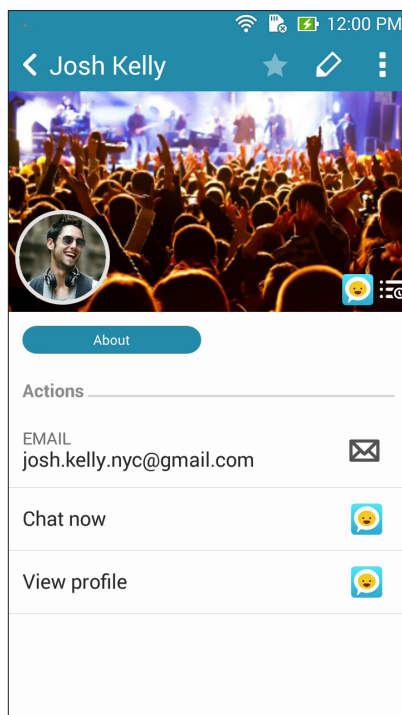 12:00 PM
Josh Kelly
About
Actions
EMAIL
josh.kelly.nyc@gmail.com
Chat now
View profile